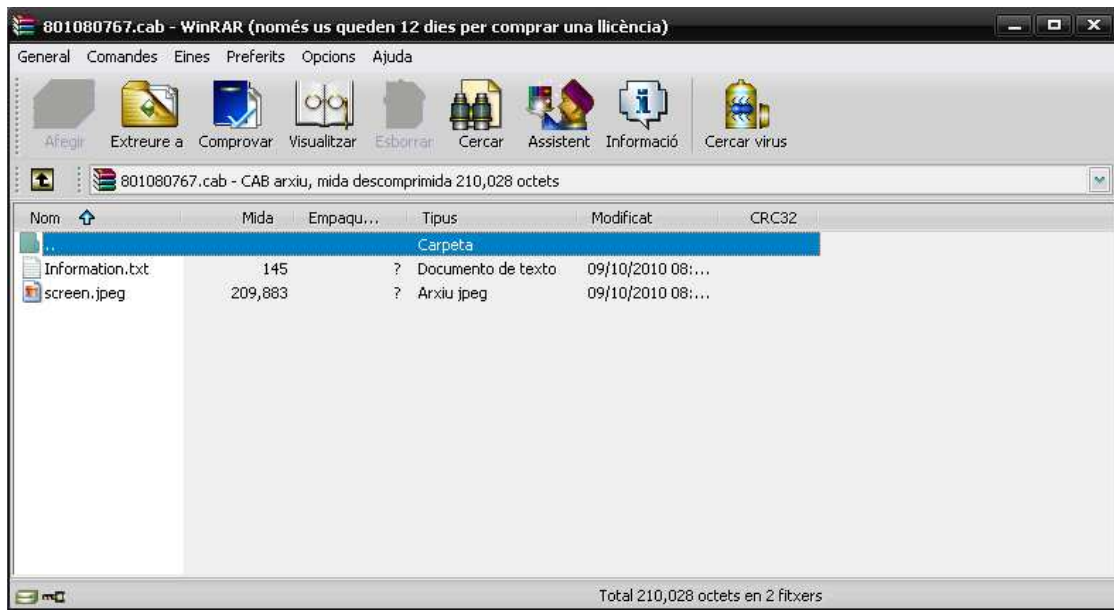 801080767.cab - WinRAR (només us queden 12 dies per comprar una llicència)
General Comandes Eines Preferits Opcions Ajuda
Afegir Extreure a Comprovar Visualitzar Esborrar Cercar Assistent Informació Cercar virus
801080767.cab - CAB arxiu, mida descomprimida 210,028 octets
Nom Mida Empaqu... Tipus Modificat CRC32
.. Carpeta
Information.txt 145 ? Documento de texto 09/10/2010 08:...
screen.jpeg 209,883 ? Arxiu jpeg 09/10/2010 08:...
Total 210,028 octets en 2 fitxers